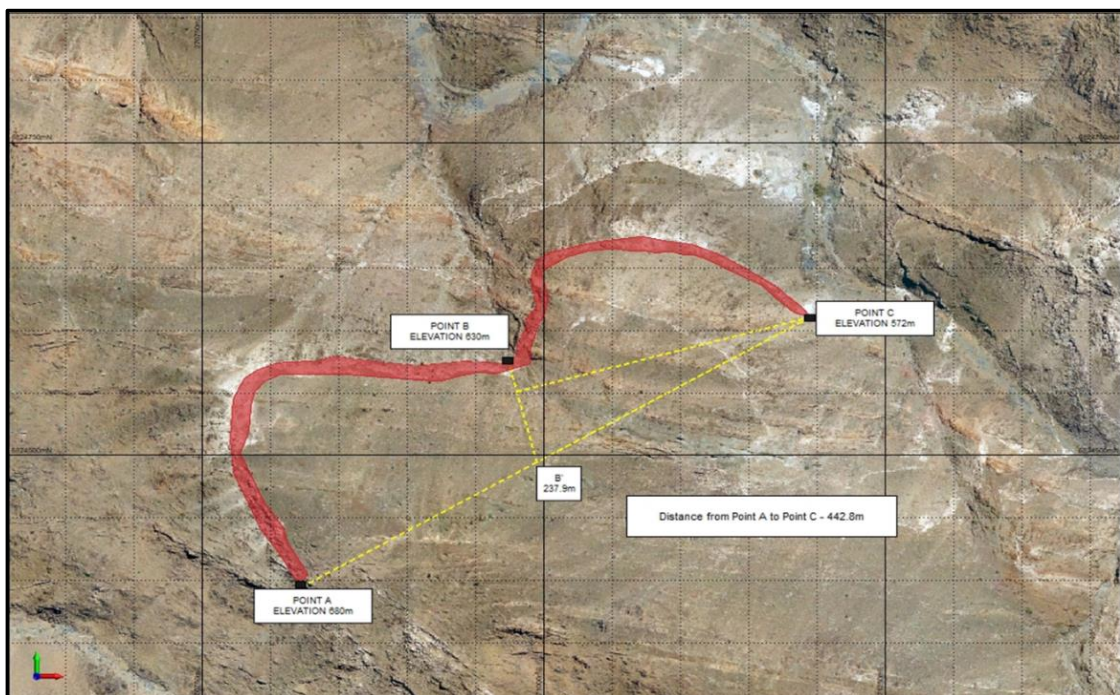 POINT B
ELEVATION 630m
POINT C
ELEVATION 572m
B'
237.9m
Distance from Point A to Point C - 442.8m
POINT A
ELEVATION 680m